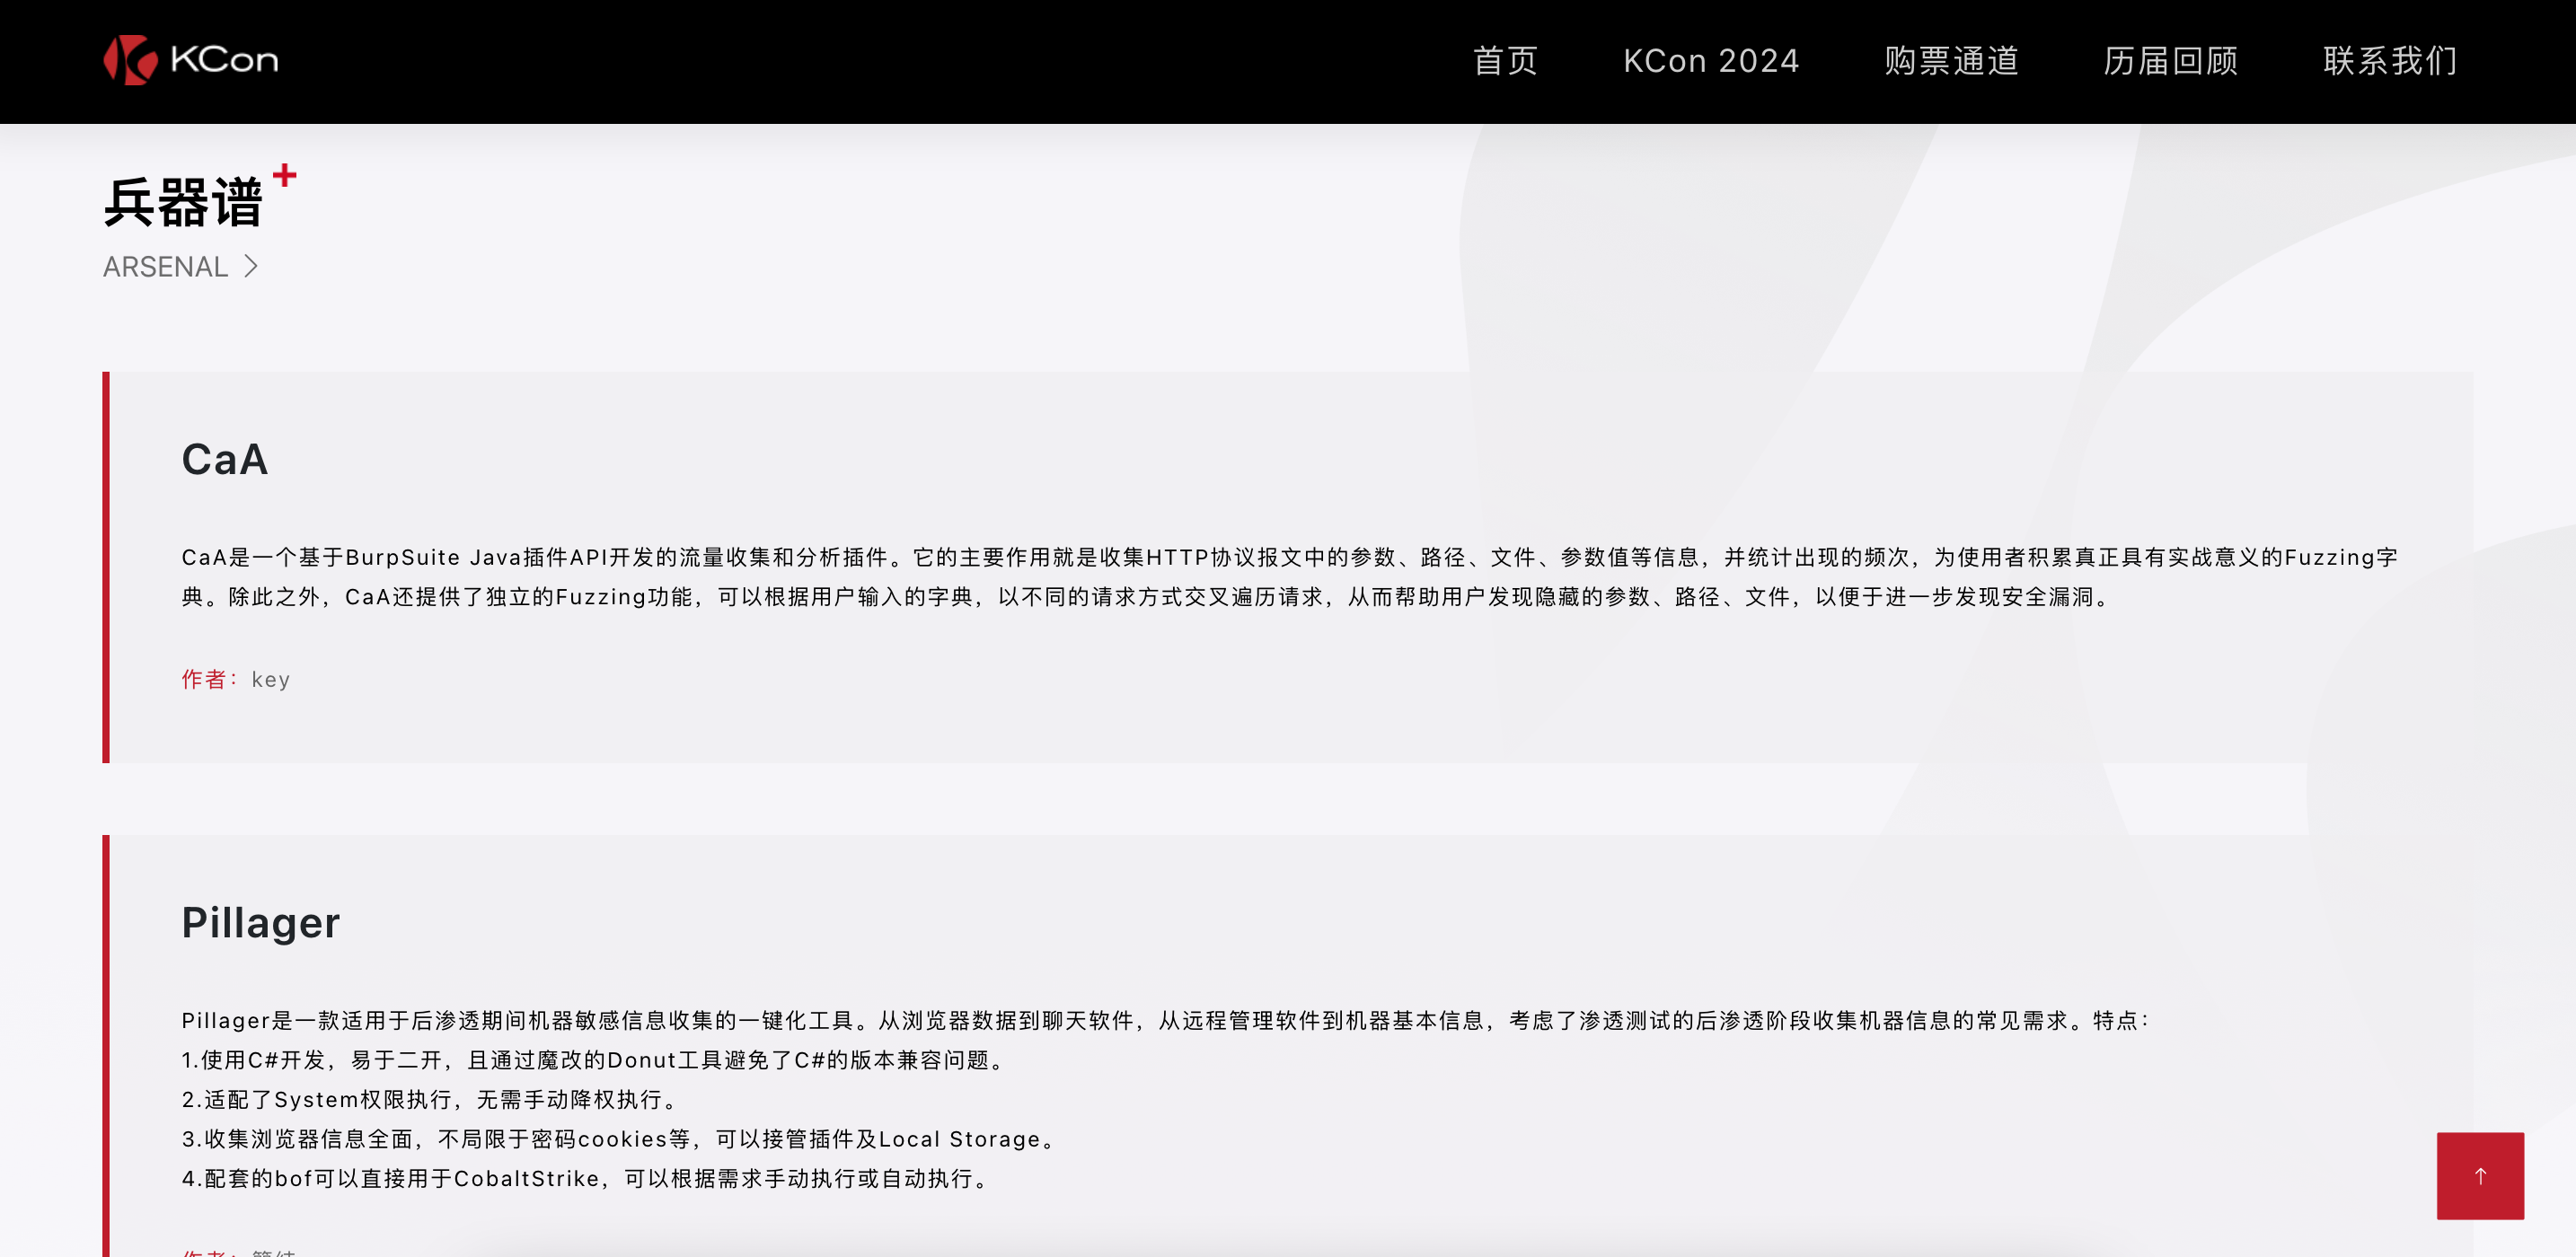 KCon
首页 KCon 2024 购票通道 历届回顾 联系我们
兵器谱+
ARSENAL >
CaA
CaA是一个基于BurpSuite Java插件API开发的流量收集和分析插件。它的主要作用就是收集HTTP协议报文中的参数、路径、文件、参数值等信息，并统计出现的频次，为使用者积累真正具有实战意义的Fuzzing字
典。除此之外，CaA还提供了独立的Fuzzing功能，可以根据用户输入的字典，以不同的请求方式交叉遍历请求，从而帮助用户发现隐藏的参数、路径、文件，以便于进一步发现安全漏洞。
作者：key
Pillager
Pillager是一款适用于后渗透期间机器敏感信息收集的一键化工具。从浏览器数据到聊天软件，从远程管理软件到机器基本信息，考虑了渗透测试的后渗透阶段收集机器信息的常见需求。特点：
1.使用C#开发，易于二开，且通过魔改的Donut工具避免了C#的版本兼容问题。
2.适配了System权限执行，无需手动降权执行。
3.收集浏览器信息全面，不局限于密码cookies等，可以接管插件及Local Storage。
4.配套的bof可以直接用于CobaltStrike，可以根据需求手动执行或自动执行。
作者：